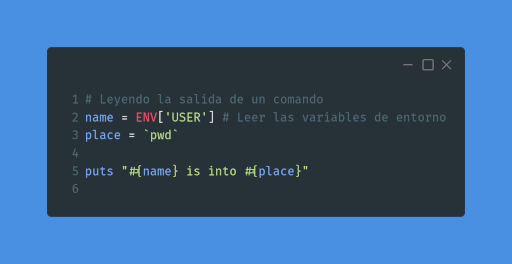 1 # Leyendo la salida de un comando
2 name = ENV['USER'] # Leer las variables de entorno
3 place = `pwd`
4
5 puts "#{name} is into #{place}"
6